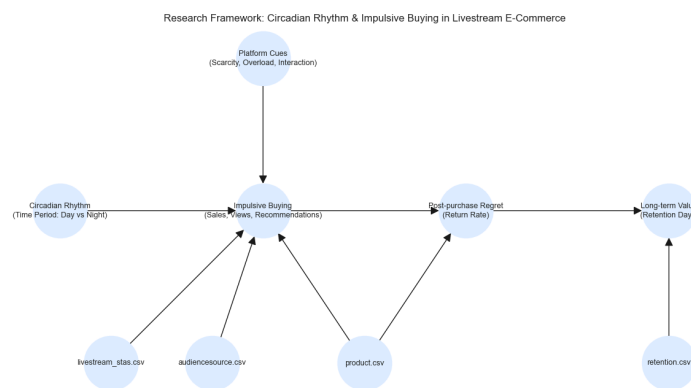 Research Framework: Circadian Rhythm & Impulsive Buying in Livestream E-Commerce
Platform Cues
(Scarcity, Overload, Interaction)
Circadian Rhythm
(Time Period: Day vs Night)
Impulsive Buying
(Sales, Views, Recommendations)
Post-purchase Regret
(Return Rate)
Long-term Valu
(Retention Day
livestream_stas.csv
audiencesource.csv
product.csv
retention.csv